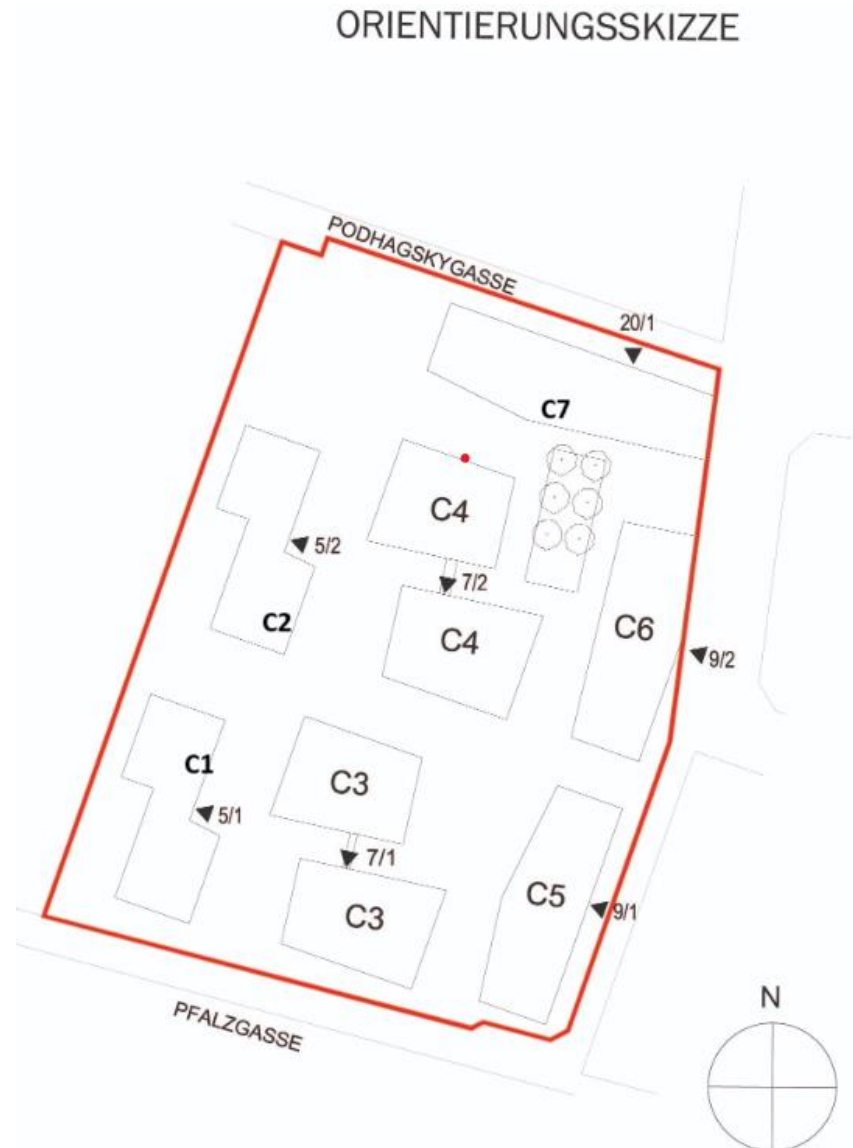 ORIENTIERUNGSSKIZZE
PODHAGSKYGASSE
20/1
C7
C4
5/2
7/2
C2
C4
C6
9/2
C1
C3
5/1
7/1
C5
C3
9/1
PFALZGASSE
N